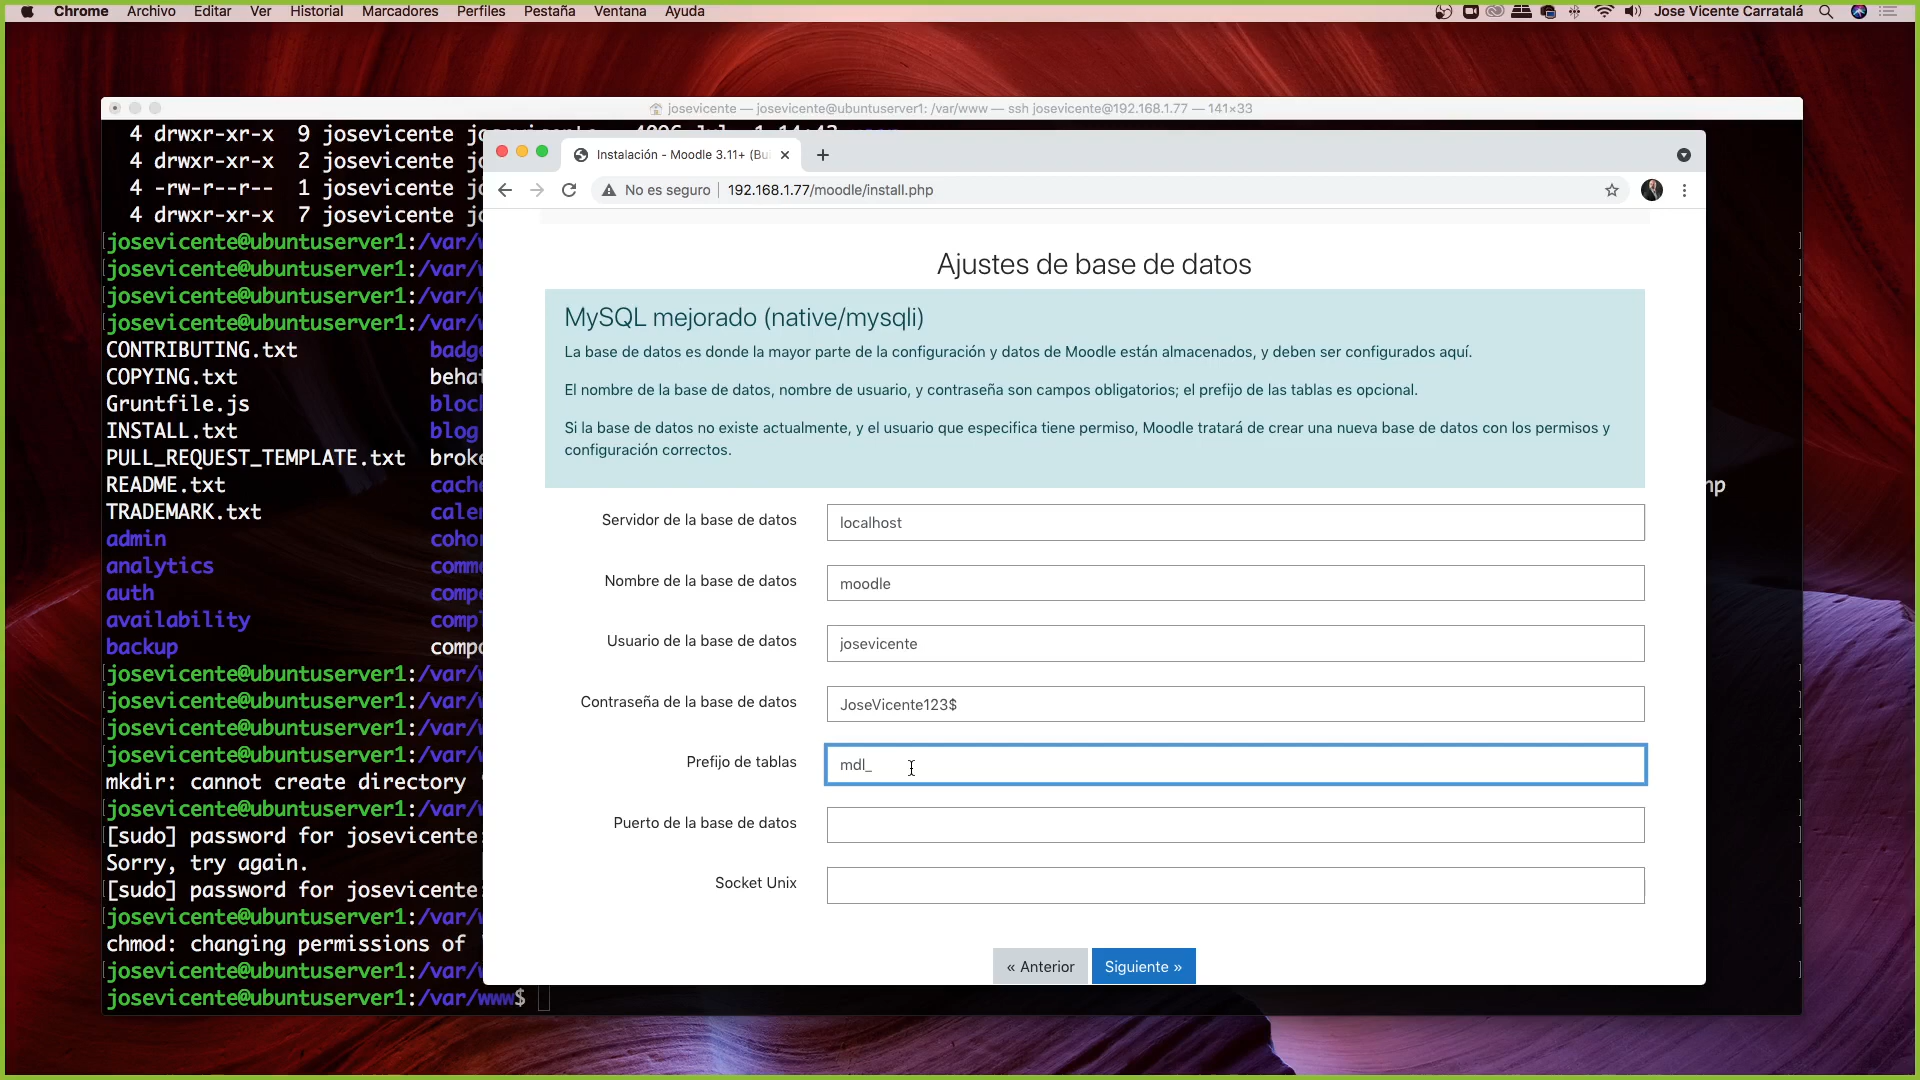 Chrome Archivo Editar Ver Historial Marcadores Perfiles Pestaña Ventana Ayuda Jose Vicente Carratalá
josevicente — josevicente@ubuntuserver1: /var/www — ssh josevicente@192.168.1.77 — 141×33
4 drwxr-xr-x 9 josevicente
4 drwxr-xr-x 2 josevicente
4 -rw-r--r-- 1 josevicente
4 drwxr-xr-x 7 josevicente
josevicente@ubuntuserver1:/var/
josevicente@ubuntuserver1:/var/
josevicente@ubuntuserver1:/var/
josevicente@ubuntuserver1:/var/
CONTRIBUTING.txt badge
COPYING.txt behat
Gruntfile.js block
INSTALL.txt blog
PULL_REQUEST_TEMPLATE.txt broke
README.txt cache
TRADEMARK.txt calen
admin cohor
analytics comme
auth compe
availability compl
backup compo
josevicente@ubuntuserver1:/var/
josevicente@ubuntuserver1:/var/
josevicente@ubuntuserver1:/var/
josevicente@ubuntuserver1:/var/
mkdir: cannot create directory
josevicente@ubuntuserver1:/var/
[sudo] password for josevicente:
Sorry, try again.
[sudo] password for josevicente:
josevicente@ubuntuserver1:/var/
chmod: changing permissions of
josevicente@ubuntuserver1:/var/
josevicente@ubuntuserver1:/var/www$
Instalación - Moodle 3.11+ (Bu
No es seguro 192.168.1.77/moodle/install.php
Ajustes de base de datos
MySQL mejorado (native/mysqli)
La base de datos es donde la mayor parte de la configuración y datos de Moodle están almacenados, y deben ser configurados aquí.
El nombre de la base de datos, nombre de usuario, y contraseña son campos obligatorios; el prefijo de las tablas es opcional.
Si la base de datos no existe actualmente, y el usuario que especifica tiene permiso, Moodle tratará de crear una nueva base de datos con los permisos y
configuración correctos.
Servidor de la base de datos localhost
Nombre de la base de datos moodle
Usuario de la base de datos josevicente
Contraseña de la base de datos JoseVicente123$
Prefijo de tablas mdl_
Puerto de la base de datos
Socket Unix
« Anterior Siguiente »